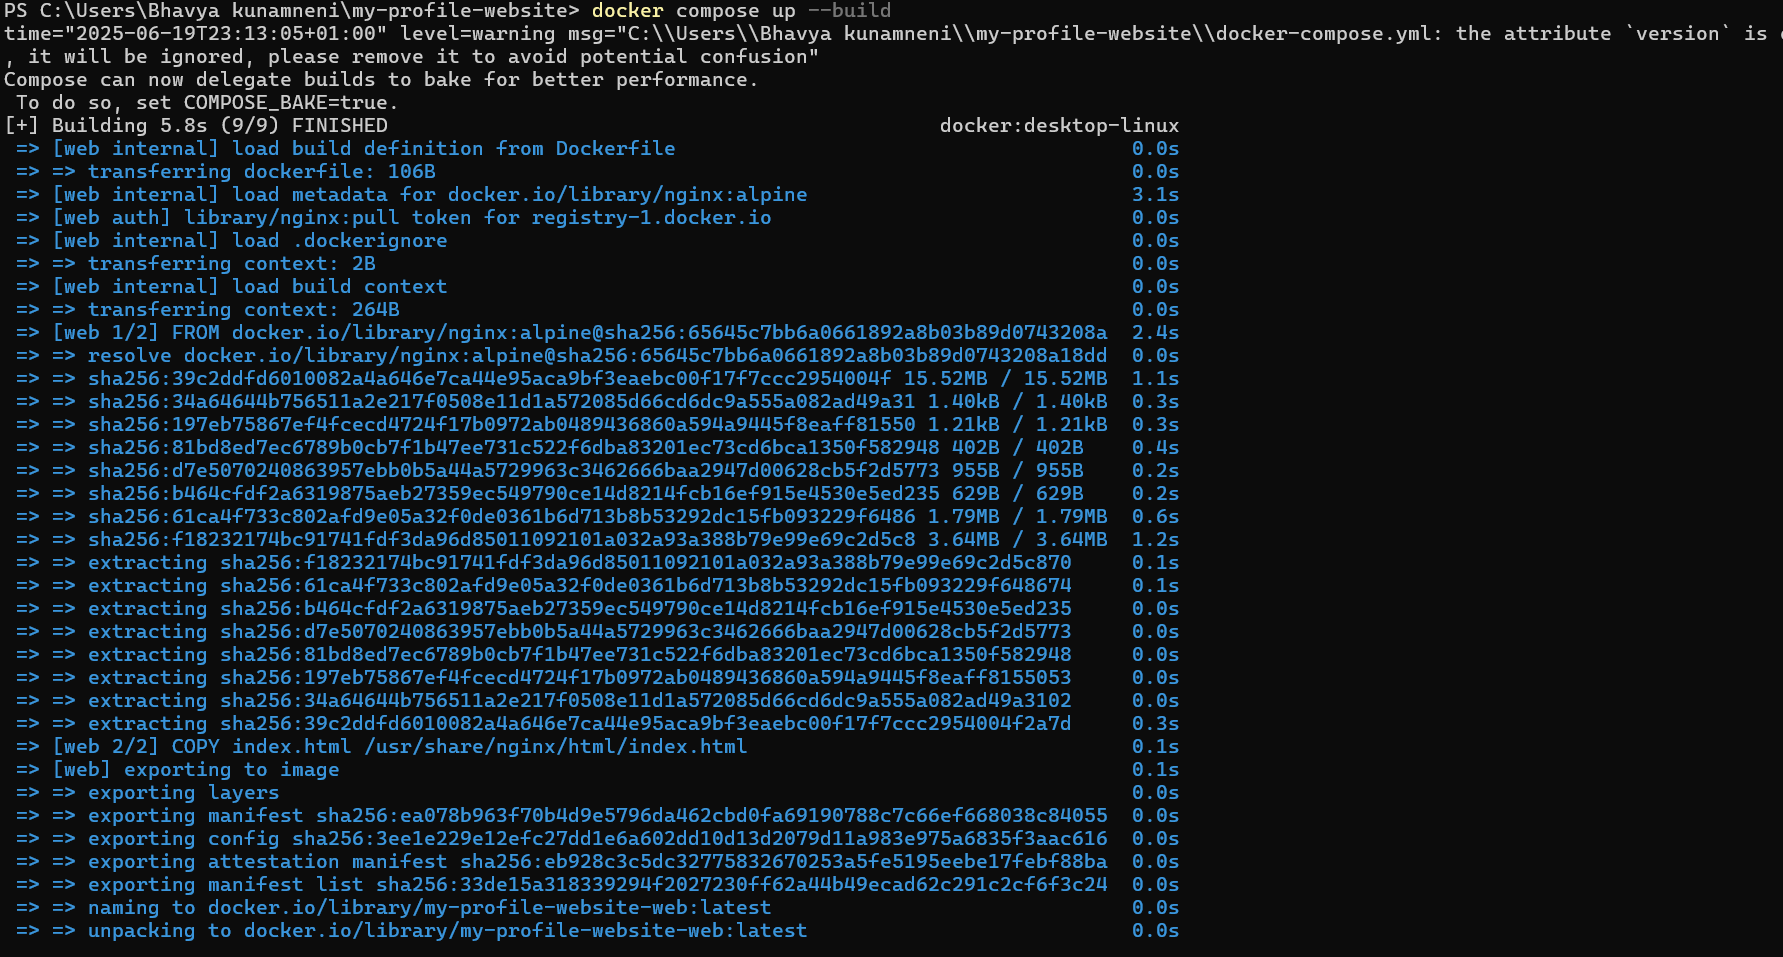 PS C:\Users\Bhavya kunamneni\my-profile-website> docker compose up --build
time="2025-06-19T23:13:05+01:00" level=warning msg="C:\\Users\\Bhavya kunamneni\\my-profile-website\\docker-compose.yml: the attribute `version` is
, it will be ignored, please remove it to avoid potential confusion"
Compose can now delegate builds to bake for better performance.
 To do so, set COMPOSE_BAKE=true.
[+] Building 5.8s (9/9) FINISHED docker:desktop-linux
 => [web internal] load build definition from Dockerfile 0.0s
 => => transferring dockerfile: 106B 0.0s
 => [web internal] load metadata for docker.io/library/nginx:alpine 3.1s
 => [web auth] library/nginx:pull token for registry-1.docker.io 0.0s
 => [web internal] load .dockerignore 0.0s
 => => transferring context: 2B 0.0s
 => [web internal] load build context 0.0s
 => => transferring context: 264B 0.0s
 => [web 1/2] FROM docker.io/library/nginx:alpine@sha256:65645c7bb6a0661892a8b03b89d0743208a 2.4s
 => => resolve docker.io/library/nginx:alpine@sha256:65645c7bb6a0661892a8b03b89d0743208a18dd 0.0s
 => => sha256:39c2ddfd6010082a4a646e7ca44e95aca9bf3eaebc00f17f7ccc2954004f 15.52MB / 15.52MB 1.1s
 => => sha256:34a64644b756511a2e217f0508e11d1a572085d66cd6dc9a555a082ad49a31 1.40kB / 1.40kB 0.3s
 => => sha256:197eb75867ef4fcecd4724f17b0972ab0489436860a594a9445f8eaff81550 1.21kB / 1.21kB 0.3s
 => => sha256:81bd8ed7ec6789b0cb7f1b47ee731c522f6dba83201ec73cd6bca1350f582948 402B / 402B 0.4s
 => => sha256:d7e5070240863957ebb0b5a44a5729963c3462666baa2947d00628cb5f2d5773 955B / 955B 0.2s
 => => sha256:b464cfdf2a6319875aeb27359ec549790ce14d8214fcb16ef915e4530e5ed235 629B / 629B 0.2s
 => => sha256:61ca4f733c802afd9e05a32f0de0361b6d713b8b53292dc15fb093229f6486 1.79MB / 1.79MB 0.6s
 => => sha256:f18232174bc91741fdf3da96d85011092101a032a93a388b79e99e69c2d5c8 3.64MB / 3.64MB 1.2s
 => => extracting sha256:f18232174bc91741fdf3da96d85011092101a032a93a388b79e99e69c2d5c870 0.1s
 => => extracting sha256:61ca4f733c802afd9e05a32f0de0361b6d713b8b53292dc15fb093229f648674 0.1s
 => => extracting sha256:b464cfdf2a6319875aeb27359ec549790ce14d8214fcb16ef915e4530e5ed235 0.0s
 => => extracting sha256:d7e5070240863957ebb0b5a44a5729963c3462666baa2947d00628cb5f2d5773 0.0s
 => => extracting sha256:81bd8ed7ec6789b0cb7f1b47ee731c522f6dba83201ec73cd6bca1350f582948 0.0s
 => => extracting sha256:197eb75867ef4fcecd4724f17b0972ab0489436860a594a9445f8eaff8155053 0.0s
 => => extracting sha256:34a64644b756511a2e217f0508e11d1a572085d66cd6dc9a555a082ad49a3102 0.0s
 => => extracting sha256:39c2ddfd6010082a4a646e7ca44e95aca9bf3eaebc00f17f7ccc2954004f2a7d 0.3s
 => [web 2/2] COPY index.html /usr/share/nginx/html/index.html 0.1s
 => [web] exporting to image 0.1s
 => => exporting layers 0.0s
 => => exporting manifest sha256:ea078b963f70b4d9e5796da462cbd0fa69190788c7c66ef668038c84055 0.0s
 => => exporting config sha256:3ee1e229e12efc27dd1e6a602dd10d13d2079d11a983e975a6835f3aac616 0.0s
 => => exporting attestation manifest sha256:eb928c3c5dc32775832670253a5fe5195eebe17febf88ba 0.0s
 => => exporting manifest list sha256:33de15a318339294f2027230ff62a44b49ecad62c291c2cf6f3c24 0.0s
 => => naming to docker.io/library/my-profile-website-web:latest 0.0s
 => => unpacking to docker.io/library/my-profile-website-web:latest 0.0s